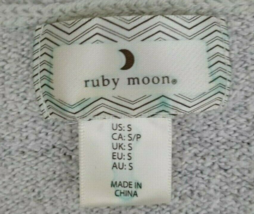 ruby moon®
US: S
CA: S/P
UK: S
EU: S
AU: S
MADE IN
CHINA